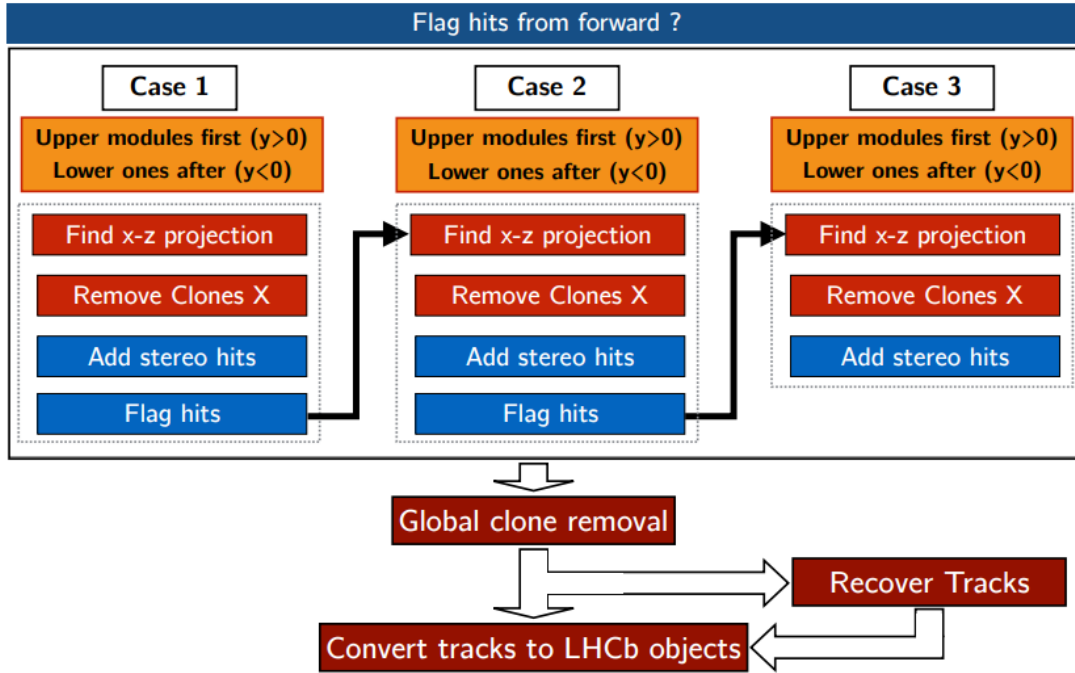 Flag hits from forward ?
Case 1
Upper modules first (y>0)
Lower ones after (y<0)
Find x-z projection
Remove Clones X
Add stereo hits
Flag hits
Case 2
Upper modules first (y>0)
Lower ones after (y<0)
Find x-z projection
Remove Clones X
Add stereo hits
Flag hits
Case 3
Upper modules first (y>0)
Lower ones after (y<0)
Find x-z projection
Remove Clones X
Add stereo hits
Global clone removal
Recover Tracks
Convert tracks to LHCb objects